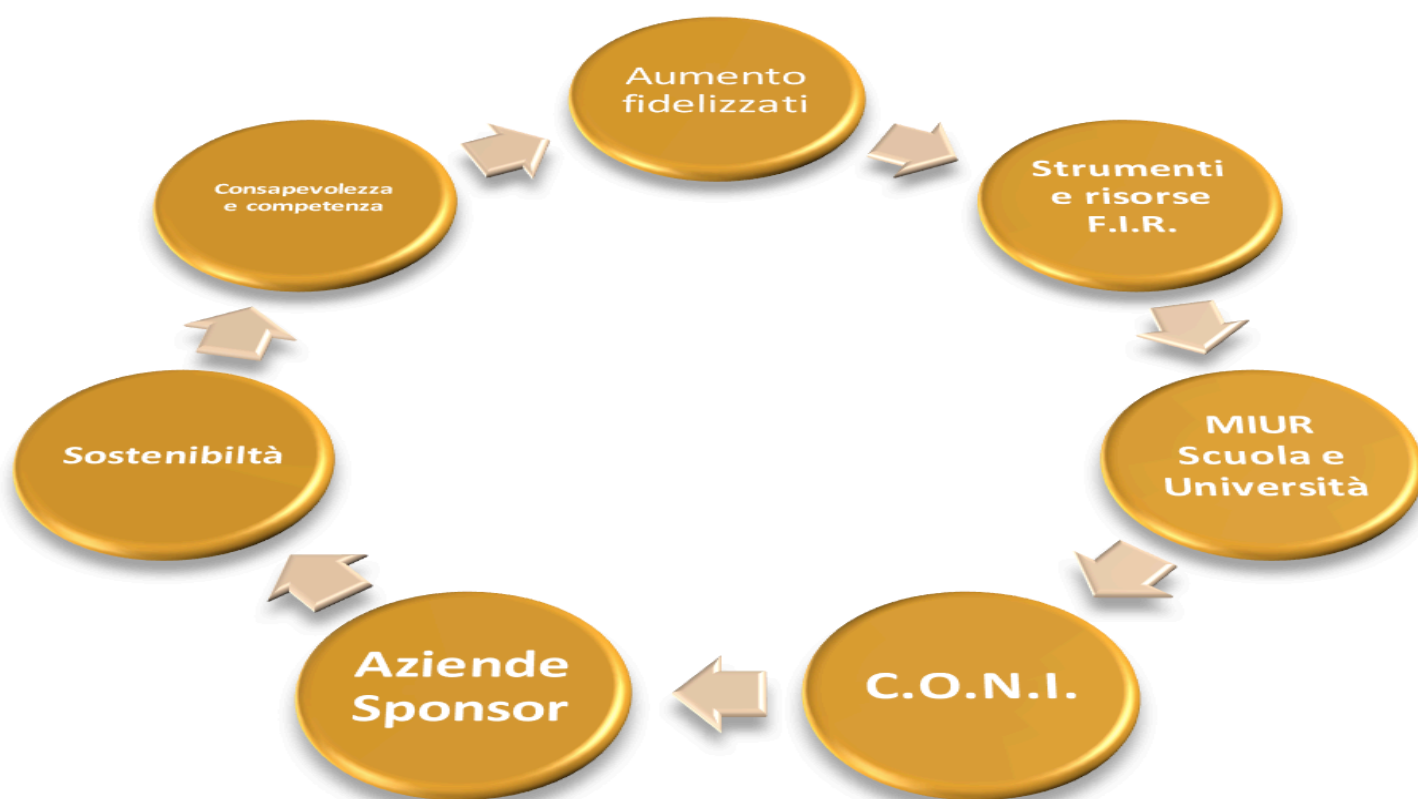 Aumento
fidelizzati
Strumenti
e risorse
F.I.R.
MIUR
Scuola e
Università
C.O.N.I.
Aziende
Sponsor
Sostenibiltà
Consapevolezza
e competenza